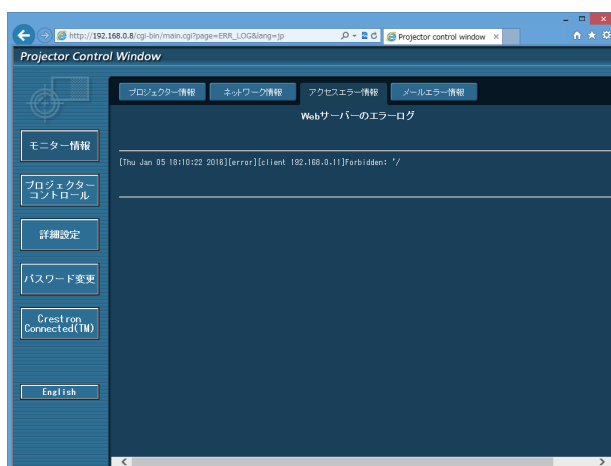 http://192.168.0.8/cgi-bin/main.cgi?page=ERR_LOG&lang=jp
Projector control window
Projector Control Window
プロジェクター情報
ネットワーク情報
アクセスエラー情報
メールエラー情報
Webサーバーのエラーログ
モニター情報
[Thu Jan 05 18:10:22 2016][error][client 192.168.0.11]Forbidden: '/
プロジェクター
コントロール
詳細設定
パスワード変更
Crestron
Connected(TM)
English